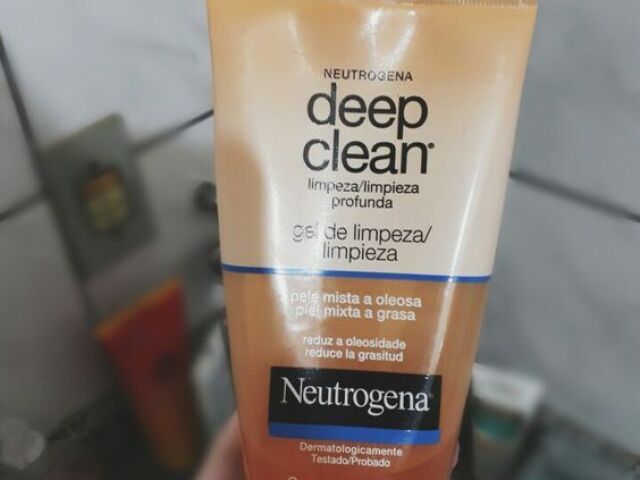 NEUTROGENA
deep
clean®
limpeza/limpieza
profunda
gel de limpeza/
limpieza
pele mista a oleosa
piel mixta a grasa
reduz a oleosidade
reduce la grasitud
Neutrogena®
Dermatologicamente
Testado/Probado